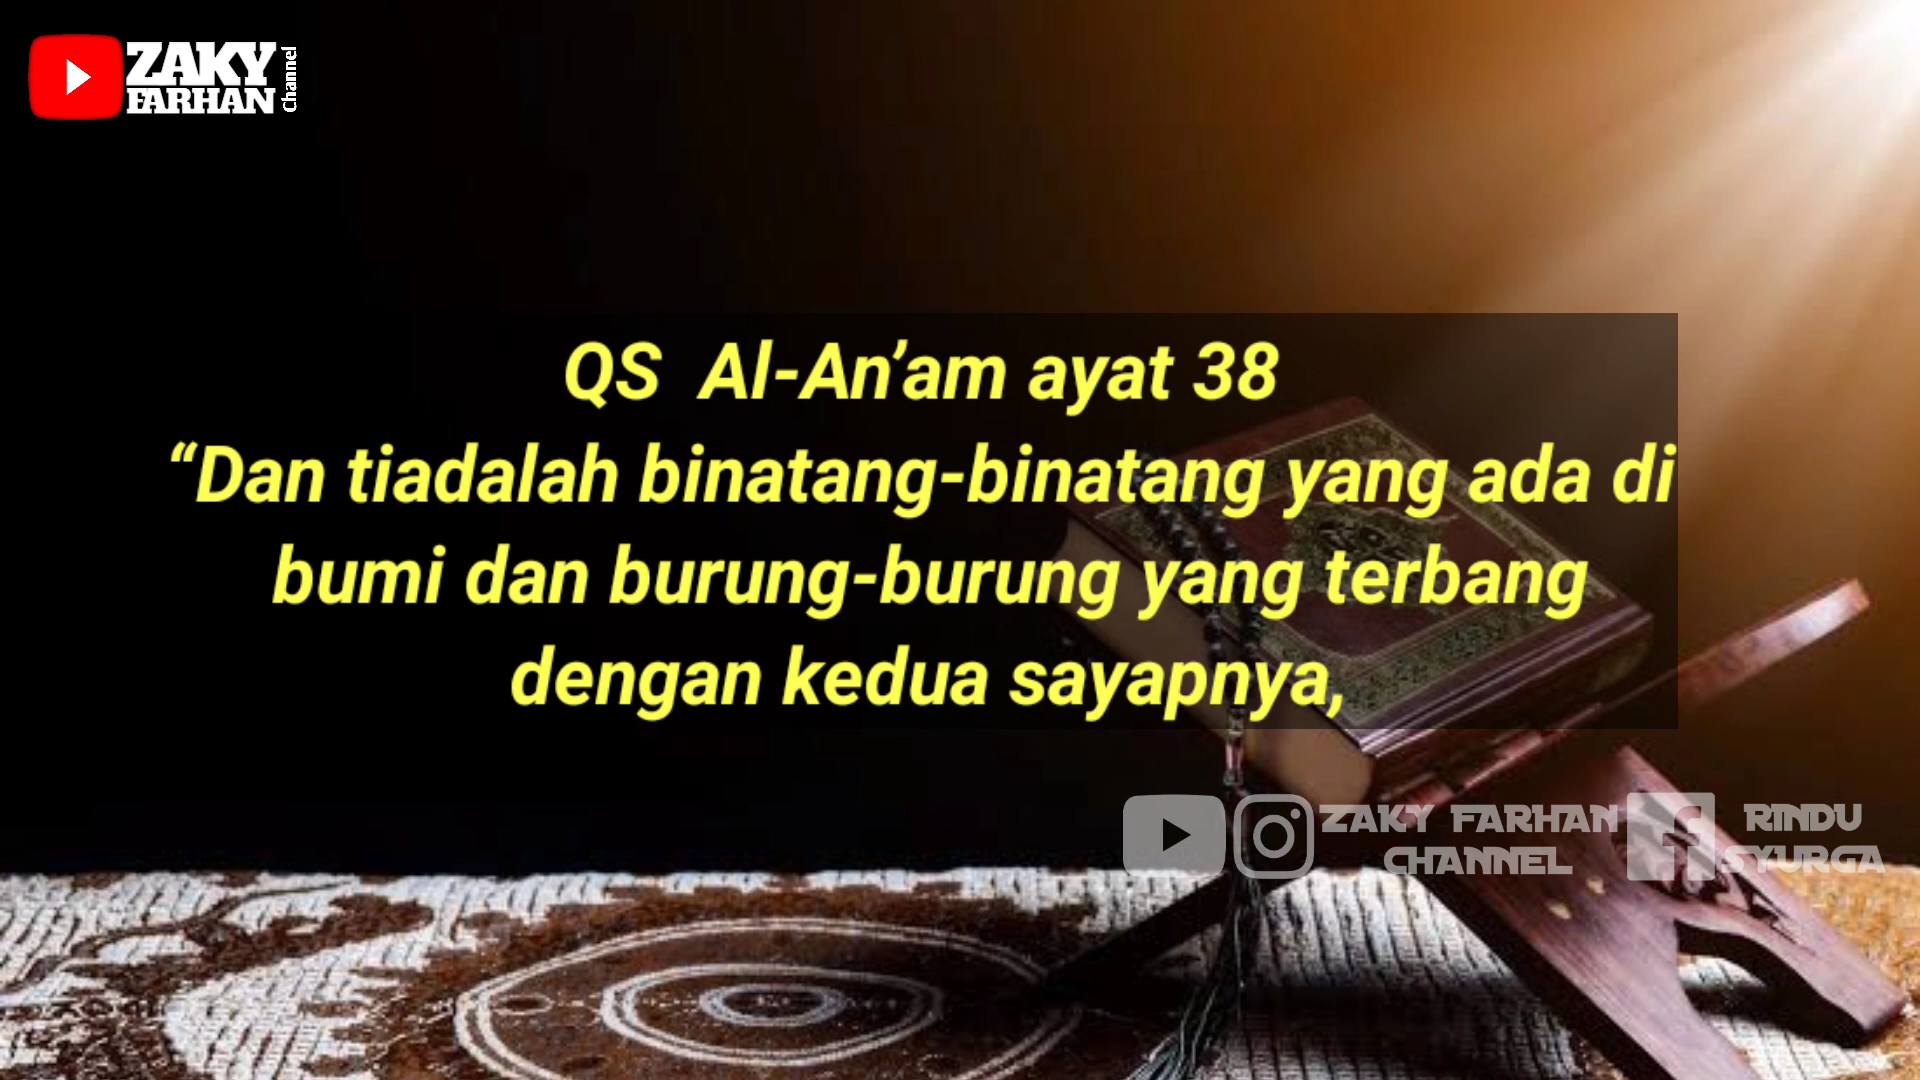 ZAKY
FARHAN
Channel
QS  Al-An’am ayat 38
“Dan tiadalah binatang-binatang yang ada di
bumi dan burung-burung yang terbang
dengan kedua sayapnya,
ZAKY FARHAN
CHANNEL
RINDU
SYURGA